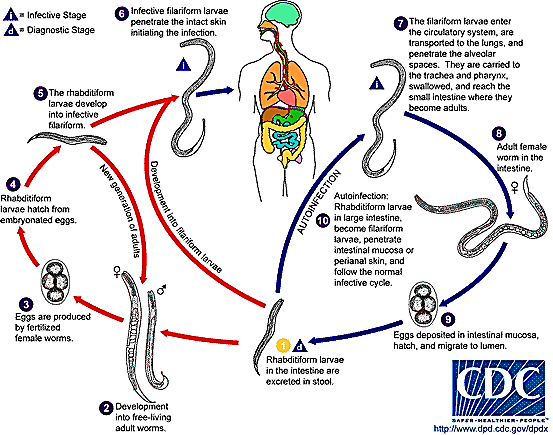 i = Infective Stage
d = Diagnostic Stage
6 Infective filariform larvae
penetrate the intact skin
initiating the infection.
i
i
7 The filariform larvae enter
the circulatory system, are
transported to the lungs, and
penetrate the alveolar
spaces. They are carried to
the trachea and pharynx,
swallowed, and reach the
small intestine where they
become adults.
5 The rhabditiform
larvae develop
into infective
filariform.
8
Adult female
worm in the
intestine.
♀
4
Rhabditiform
larvae hatch from
embryonated eggs.
New generation of adults
Development into filariform larvae
AUTOINFECTION
Autoinfection:
Rhabditiform larvae
10 in large intestine,
become filariform
larvae, penetrate
intestinal mucosa or
perianal skin, and
follow the normal
infective cycle.
♀
♂
3
Eggs are produced
by fertilized
female worms.
9
Eggs deposited in intestinal mucosa,
hatch, and migrate to lumen.
1 d
Rhabditiform larvae
in the intestine are
excreted in stool.
2 Development
into free-living
adult worms.
CDC
SAFER•HEALTHIER•PEOPLE™
http://www.dpd.cdc.gov/dpdx